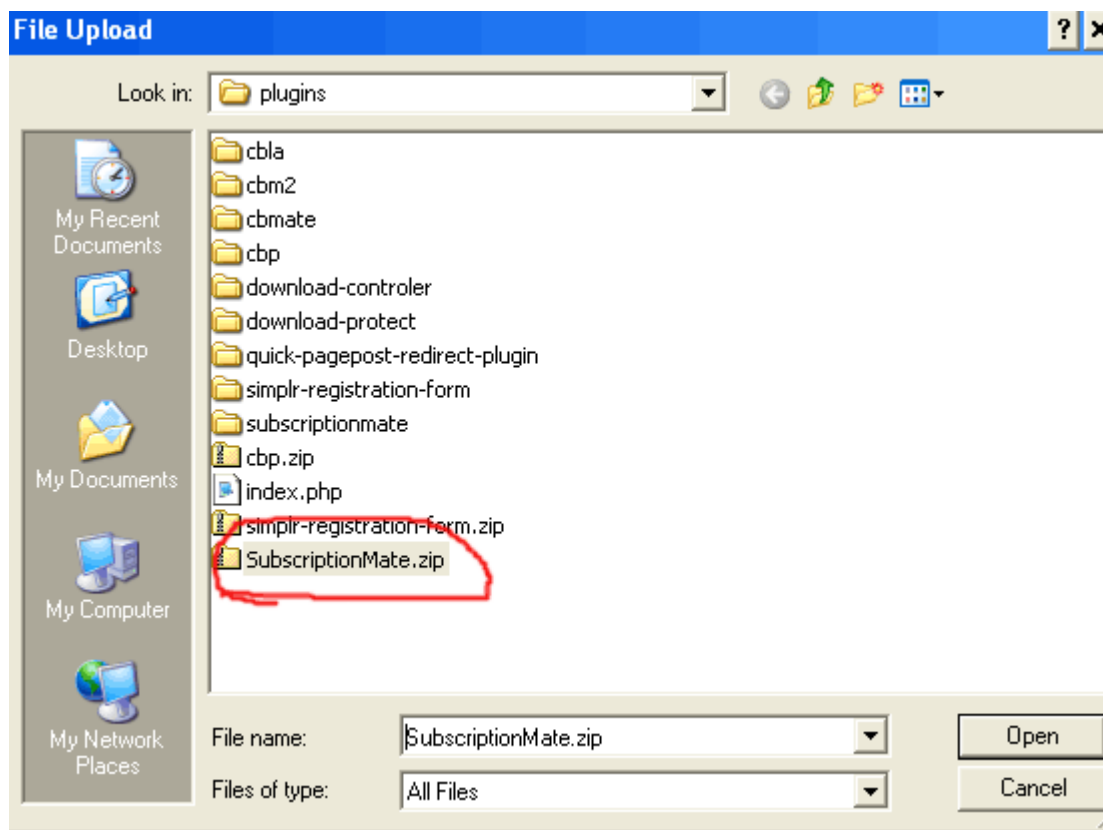 File Upload
Look in: plugins
My Recent
Documents
Desktop
My Documents
My Computer
My Network
Places
cbla
cbm2
cbmate
cbp
download-controler
download-protect
quick-pagepost-redirect-plugin
simplr-registration-form
subscriptionmate
cbp.zip
index.php
simplr-registration-form.zip
SubscriptionMate.zip
File name: SubscriptionMate.zip Open
Files of type: All Files Cancel